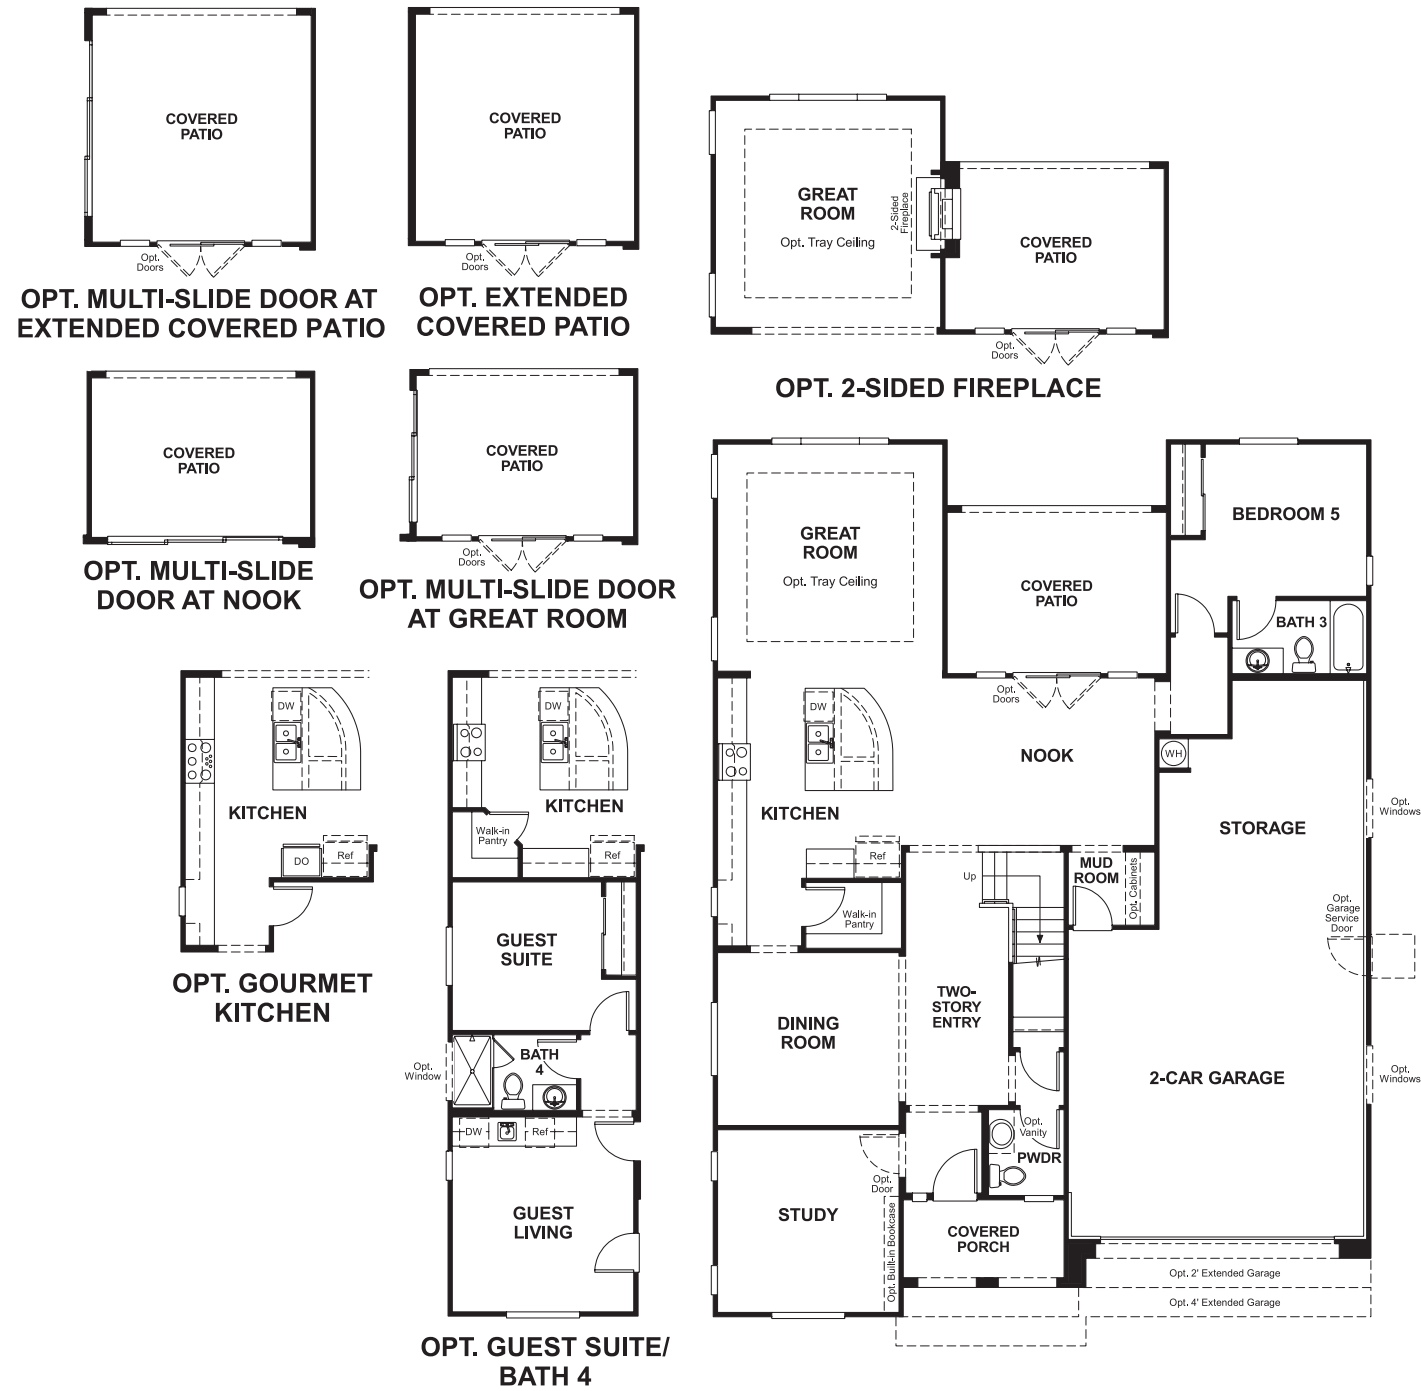 COVERED
PATIO
Opt.
Doors
OPT. MULTI-SLIDE DOOR AT
EXTENDED COVERED PATIO
COVERED
PATIO
Opt.
Doors
OPT. EXTENDED
COVERED PATIO
GREAT
ROOM
Opt. Tray Ceiling
2-Sided
Fireplace
COVERED
PATIO
Opt.
Doors
OPT. 2-SIDED FIREPLACE
COVERED
PATIO
OPT. MULTI-SLIDE
DOOR AT NOOK
COVERED
PATIO
Opt.
Doors
OPT. MULTI-SLIDE DOOR
AT GREAT ROOM
DW
KITCHEN
DO
Ref
OPT. GOURMET
KITCHEN
DW
KITCHEN
Walk-in
Pantry
Ref
GUEST
SUITE
BATH
4
Opt.
Window
DW
Ref
GUEST
LIVING
OPT. GUEST SUITE/
BATH 4
GREAT
ROOM
Opt. Tray Ceiling
COVERED
PATIO
Opt.
Doors
BEDROOM 5
BATH 3
DW
KITCHEN
Ref
NOOK
WH
STORAGE
Opt.
Windows
MUD
ROOM
Opt. Cabinets
Up
Walk-in
Pantry
Opt.
Garage
Service
Door
DINING
ROOM
TWO-
STORY
ENTRY
2-CAR GARAGE
Opt.
Windows
Opt.
Vanity
PWDR
Opt.
Door
STUDY
Opt. Built-in Bookcase
COVERED
PORCH
Opt. 2' Extended Garage
Opt. 4' Extended Garage